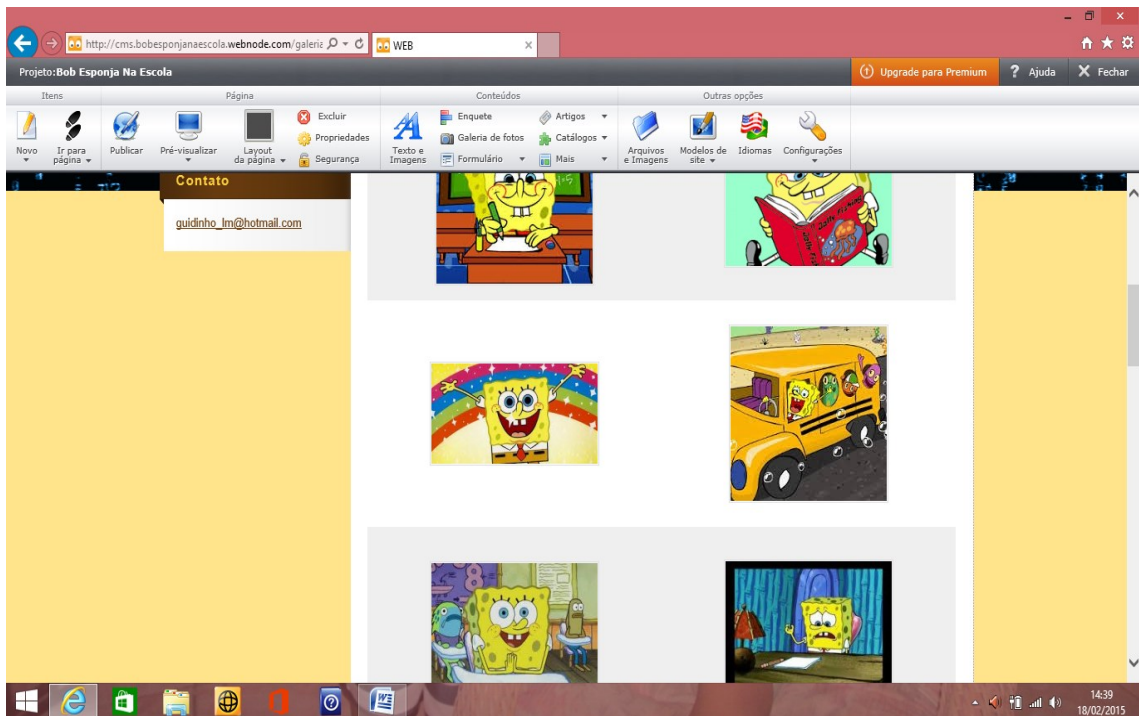 http://cms.bobesponjanaescola.webnode.com/galeria
WEB
Projeto:Bob Esponja Na Escola
Upgrade para Premium
? Ajuda
X Fechar
Itens
Página
Conteúdos
Outras opções
Novo
Ir para página
Publicar
Pré-visualizar
Layout da página
Excluir
Propriedades
Segurança
Texto e Imagens
Enquete
Galeria de fotos
Formulário
Artigos
Catálogos
Mais
Arquivos e Imagens
Modelos de site
Idiomas
Configurações
Contato
guidinho_lm@hotmail.com
14:39
18/02/2015